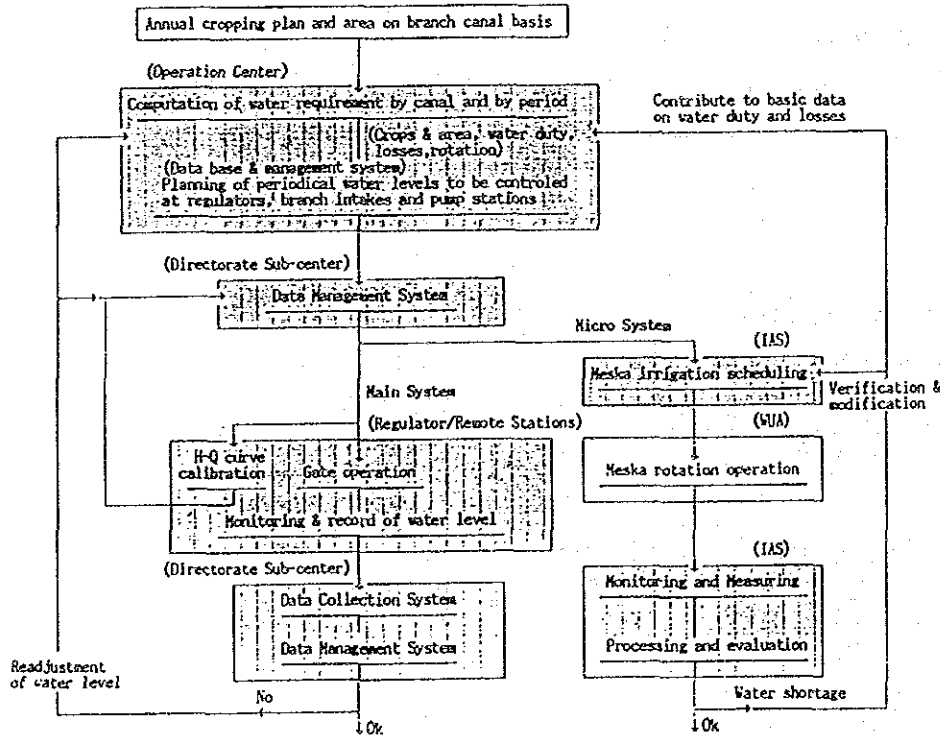 Annual cropping plan and area on branch canal basis
(Operation Center)
Computation of water requirement by canal and by period
Contribute to basic data
on water duty and losses
(Crops & area, water duty,
losses,rotation)
(Data base & management system)
Planning of periodical water levels to be controled
at regulators, branch intakes and pump stations
(Directorate Sub-center)
Data Management System
Micro System
(IAS)
Meska irrigation scheduling
Verification &
modification
Main System
(Regulator/Remote Stations)
(WUA)
H-Q curve
calibration
Gate operation
Meska rotation operation
Monitoring & record of water level
(IAS)
(Directorate Sub-center)
Monitoring and Measuring
Data Collection System
Data Management System
Processing and evaluation
Readjustment
of water level
No
Water shortage
Ok
Ok